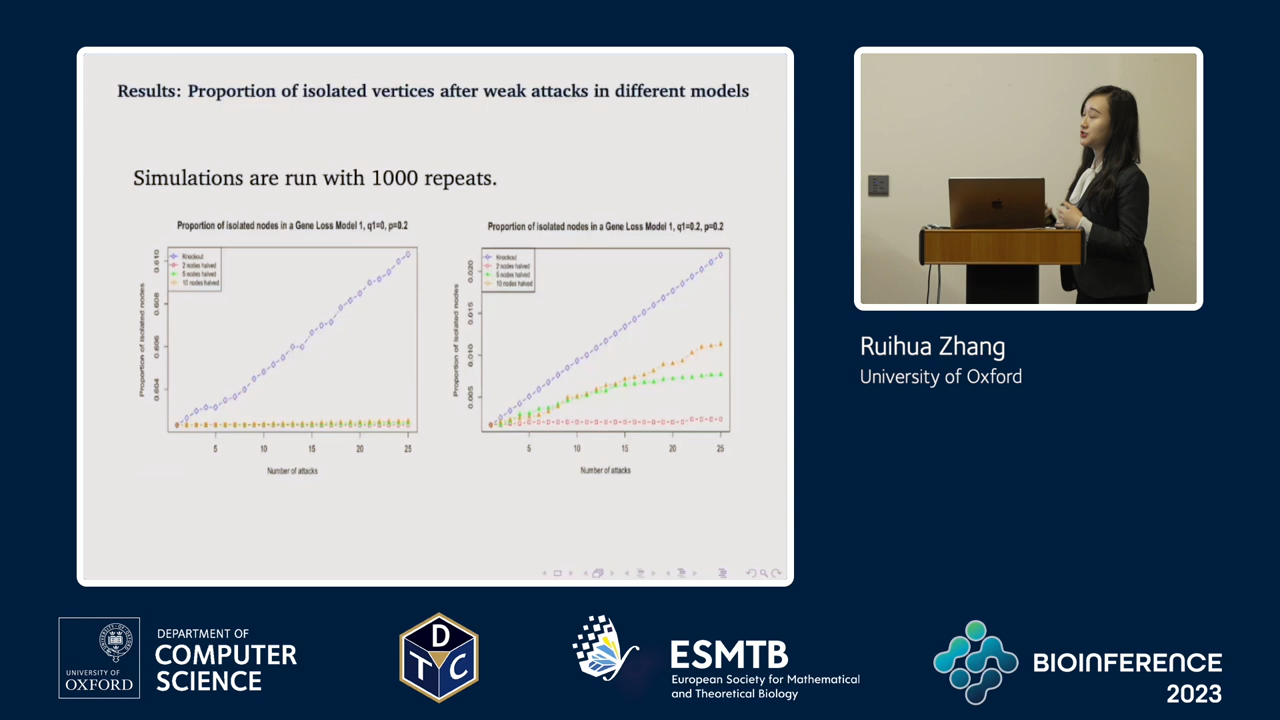 Results: Proportion of isolated vertices after weak attacks in different models
Simulations are run with 1000 repeats.
Proportion of isolated nodes in a Gene Loss Model 1, q1=0, p=0.2
Knockout
2 nodes halved
5 nodes halved
10 nodes halved
Proportion of isolated nodes
0.610
0.608
0.606
0.604
5
10
15
20
25
Number of attacks
Proportion of isolated nodes in a Gene Loss Model 1, q1=0.2, p=0.2
Knockout
2 nodes halved
5 nodes halved
10 nodes halved
Proportion of isolated nodes
0.020
0.015
0.010
0.005
5
10
15
20
25
Number of attacks
Ruihua Zhang
University of Oxford
UNIVERSITY OF
OXFORD
DEPARTMENT OF
COMPUTER
SCIENCE
D
T C
ESMTB
European Society for Mathematical
and Theoretical Biology
BIOINFERENCE
2023